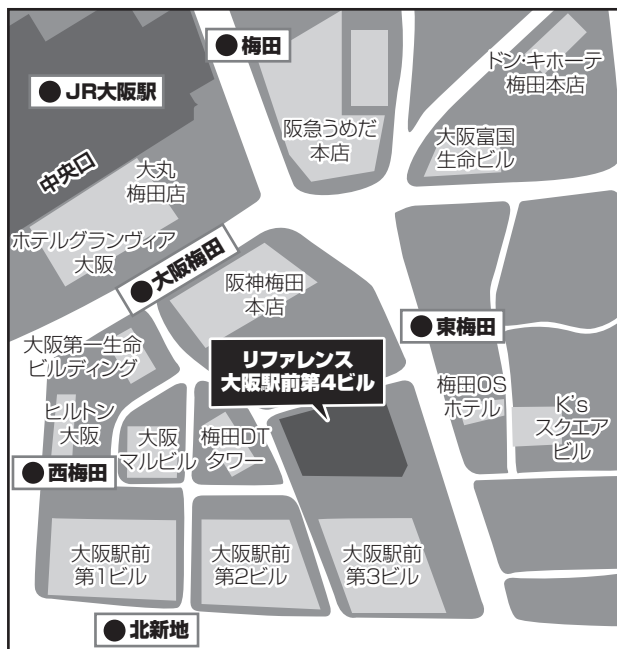 ●梅田
ドン・キホーテ
梅田本店
●JR大阪駅
阪急うめだ
本店
大阪富国
生命ビル
中央口
大丸
梅田店
ホテルグランヴィア
大阪
●大阪梅田
阪神梅田
本店
●東梅田
大阪第一生命
ビルディング
リファレンス
大阪駅前第4ビル
ヒルトン
大阪
大阪
マルビル
梅田DT
タワー
梅田OS
ホテル
K's
スクエア
ビル
●西梅田
大阪駅前
第1ビル
大阪駅前
第2ビル
大阪駅前
第3ビル
●北新地